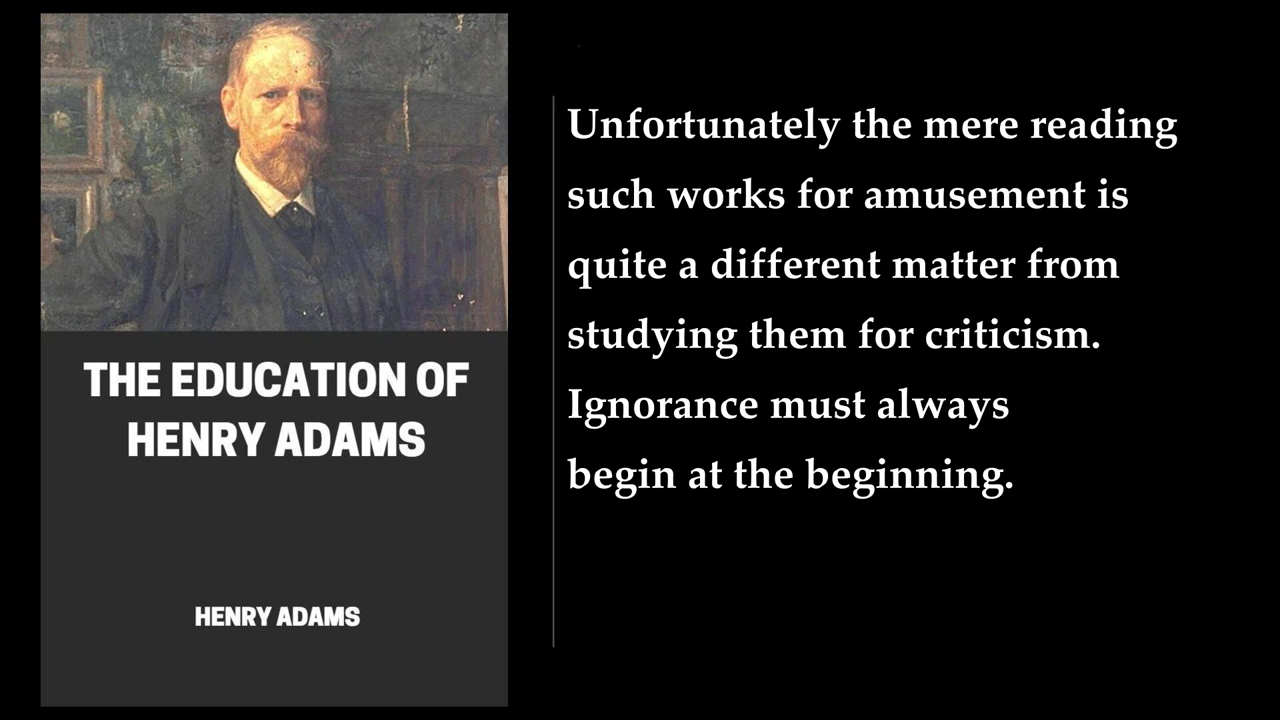 THE EDUCATION OF
HENRY ADAMS
HENRY ADAMS
Unfortunately the mere reading
such works for amusement is
quite a different matter from
studying them for criticism.
Ignorance must always
begin at the beginning.